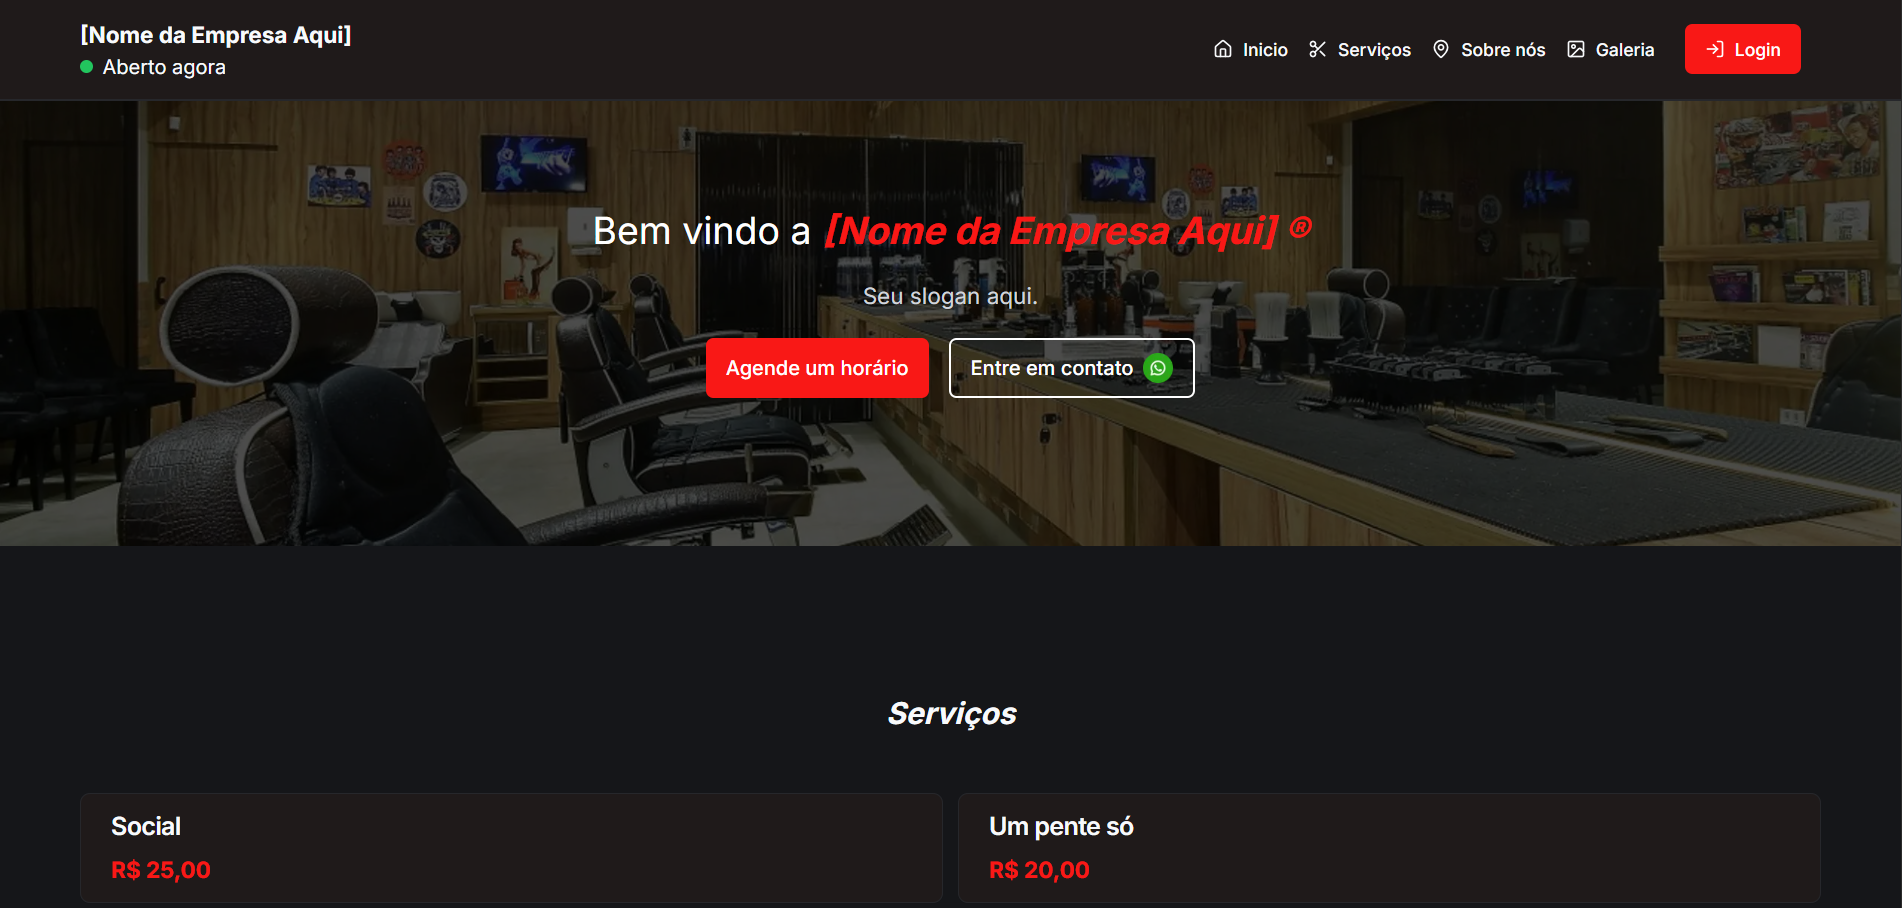 [Nome da Empresa Aqui]
Aberto agora
Inicio
Serviços
Sobre nós
Galeria
Login
Bem vindo a [Nome da Empresa Aqui] ®
Seu slogan aqui.
Agende um horário
Entre em contato
Serviços
Social
R$ 25,00
Um pente só
R$ 20,00